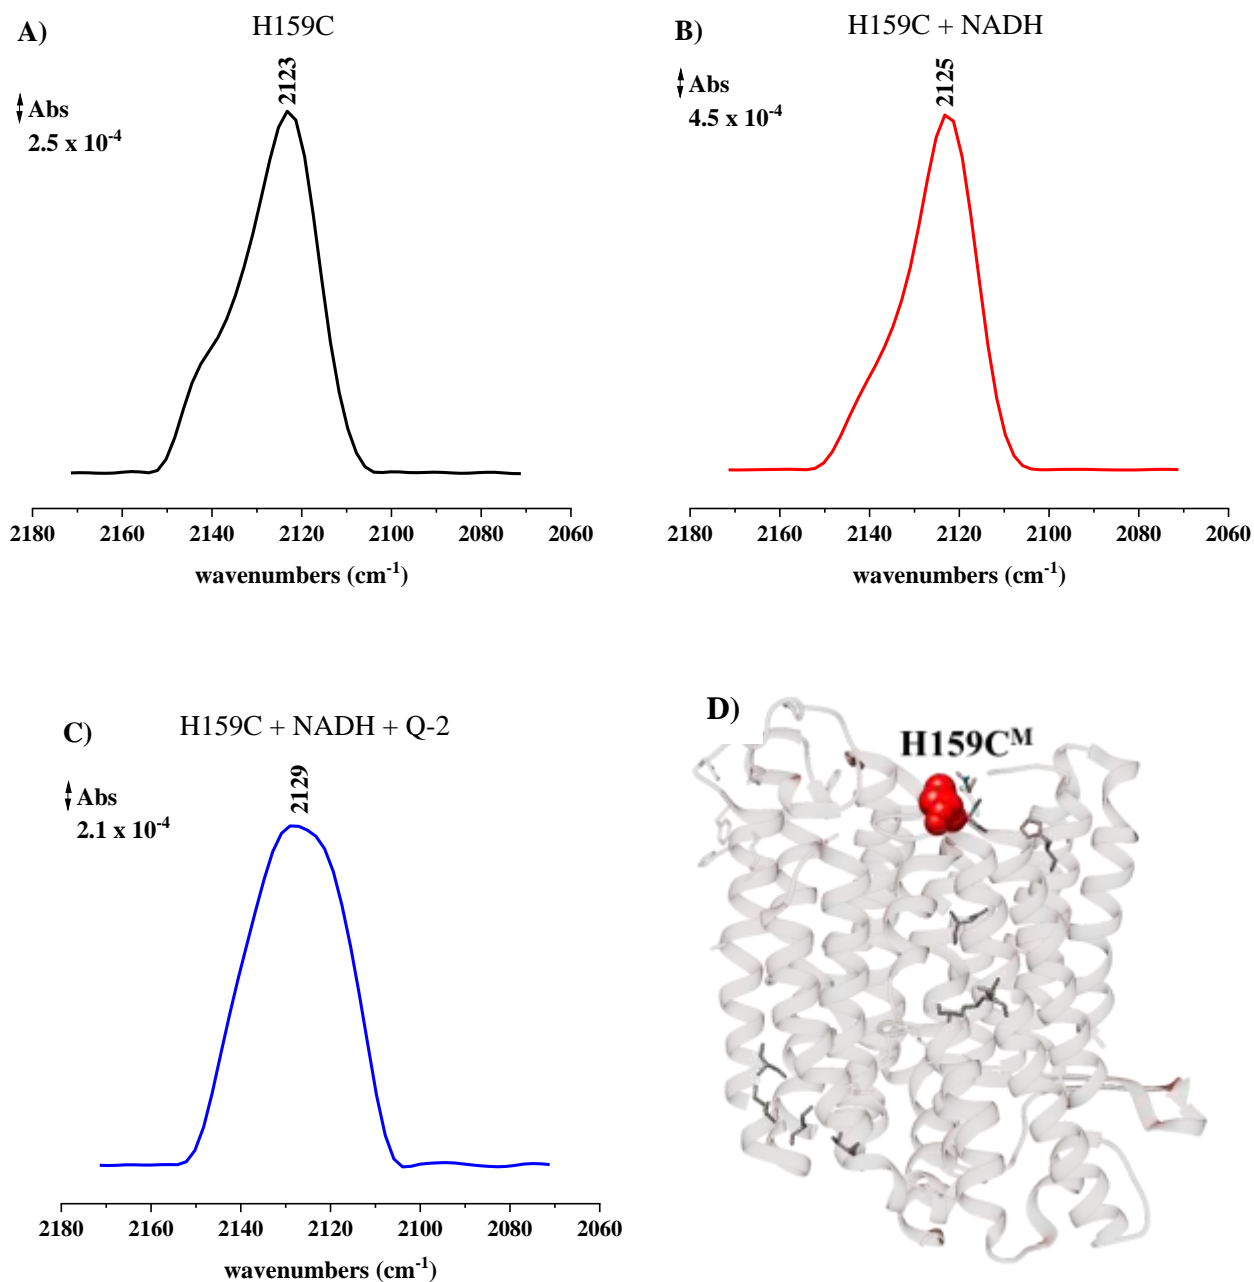 A)
H159C
2123
Abs
2.5 x 10⁻⁴
2180 2160 2140 2120 2100 2080 2060
wavenumbers (cm⁻¹)
B)
H159C + NADH
2125
Abs
4.5 x 10⁻⁴
2180 2160 2140 2120 2100 2080 2060
wavenumbers (cm⁻¹)
C)
H159C + NADH + Q-2
2129
Abs
2.1 x 10⁻⁴
2180 2160 2140 2120 2100 2080 2060
wavenumbers (cm⁻¹)
D)
H159Cᴹ